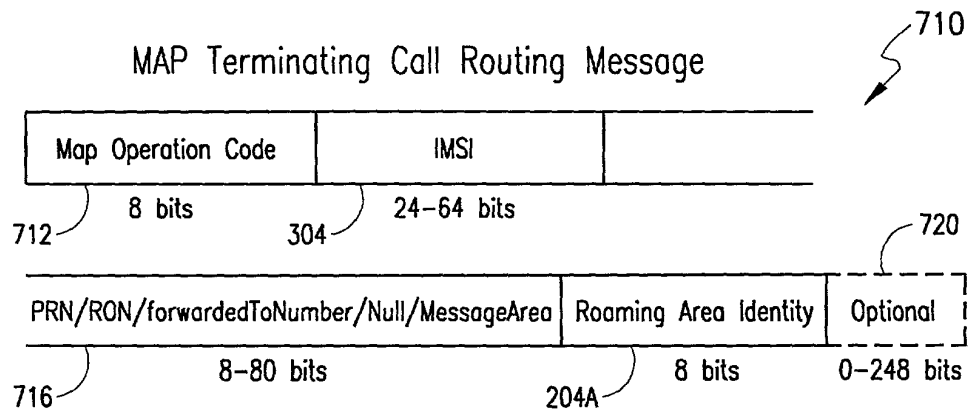 710
MAP Terminating Call Routing Message
Map Operation Code IMSI
8 bits 24-64 bits
712 304
720
PRN/RON/forwardedToNumber/Null/MessageArea Roaming Area Identity Optional
8-80 bits 8 bits 0-248 bits
716 204A